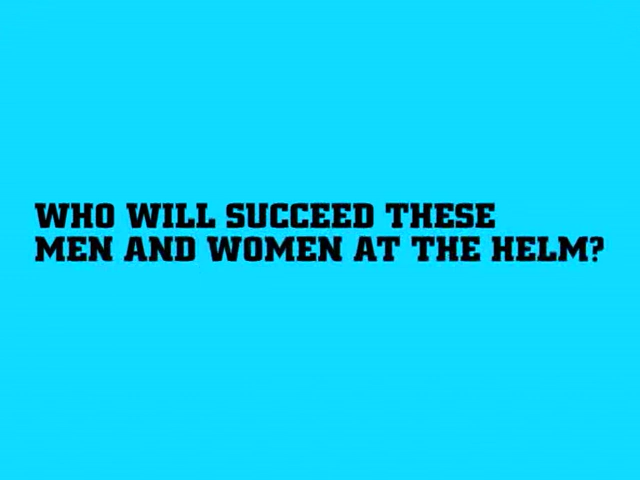 WHO WILL SUCCEED THESE
MEN AND WOMEN AT THE HELM?